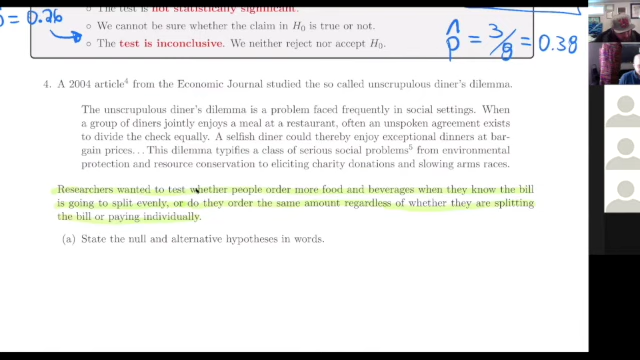 The test is not statistically significant.
= 0.26
We cannot be sure whether the claim in H₀ is true or not.
The test is inconclusive. We neither reject nor accept H₀.
p̂ = 3/8 = 0.38
4. A 2004 article⁴ from the Economic Journal studied the so called unscrupulous diner's dilemma.
The unscrupulous diner's dilemma is a problem faced frequently in social settings. When
a group of diners jointly enjoys a meal at a restaurant, often an unspoken agreement exists
to divide the check equally. A selfish diner could thereby enjoy exceptional dinners at bar-
gain prices... This dilemma typifies a class of serious social problems⁵ from environmental
protection and resource conservation to eliciting charity donations and slowing arms races.
Researchers wanted to test whether people order more food and beverages when they know the bill
is going to split evenly, or do they order the same amount regardless of whether they are splitting
the bill or paying individually.
(a) State the null and alternative hypotheses in words.